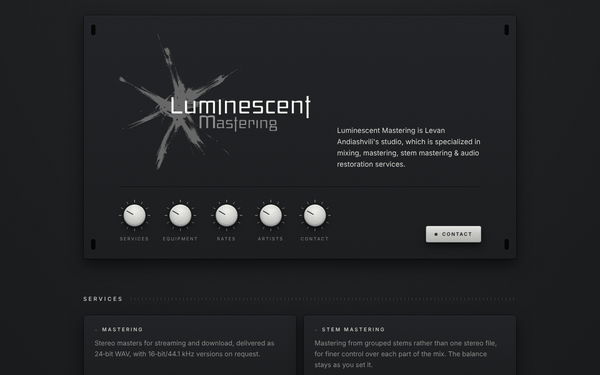 Luminescent
Mastering
Luminescent Mastering is Levan
Andiashvili's studio, which is specialized in
mixing, mastering, stem mastering & audio
restoration services.
SERVICES
EQUIPMENT
RATES
ARTISTS
CONTACT
CONTACT
SERVICES
MASTERING
Stereo masters for streaming and download, delivered as
24-bit WAV, with 16-bit/44.1 kHz versions on request.
STEM MASTERING
Mastering from grouped stems rather than one stereo file,
for finer control over each part of the mix. The balance
stays as you set it.